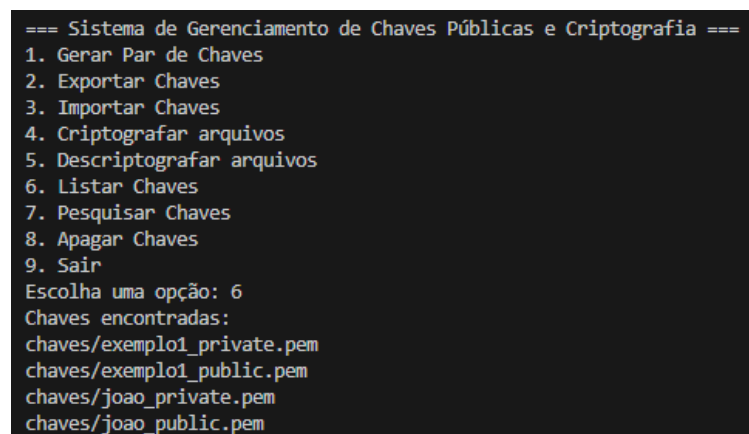 === Sistema de Gerenciamento de Chaves Públicas e Criptografia ===
1. Gerar Par de Chaves
2. Exportar Chaves
3. Importar Chaves
4. Criptografar arquivos
5. Descriptografar arquivos
6. Listar Chaves
7. Pesquisar Chaves
8. Apagar Chaves
9. Sair
Escolha uma opção: 6
Chaves encontradas:
chaves/exemplo1_private.pem
chaves/exemplo1_public.pem
chaves/joao_private.pem
chaves/joao_public.pem